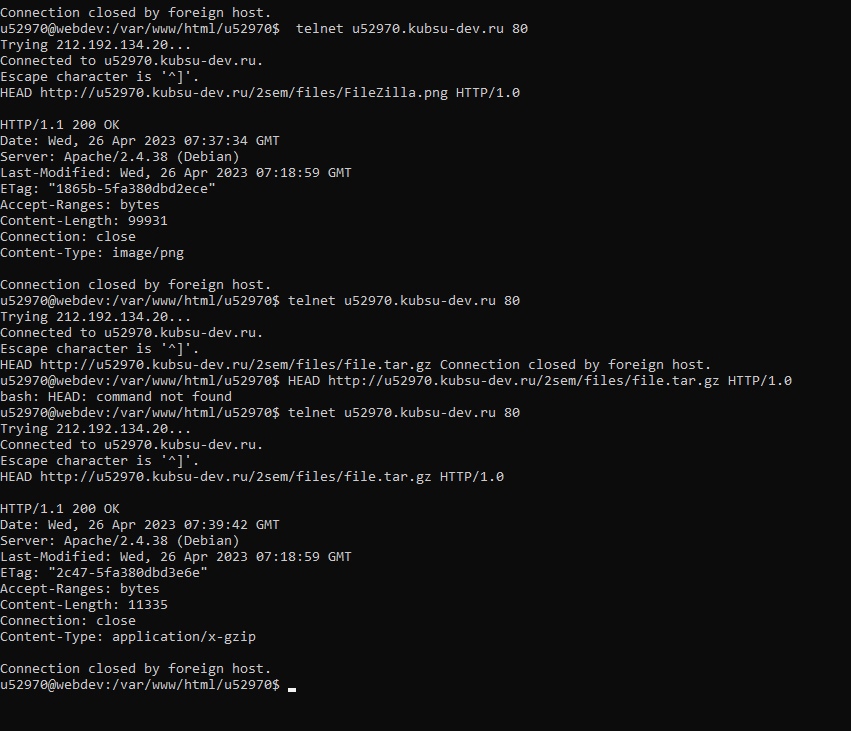 Connection closed by foreign host.
u52970@webdev:/var/www/html/u52970$  telnet u52970.kubsu-dev.ru 80
Trying 212.192.134.20...
Connected to u52970.kubsu-dev.ru.
Escape character is '^]'.
HEAD http://u52970.kubsu-dev.ru/2sem/files/FileZilla.png HTTP/1.0

HTTP/1.1 200 OK
Date: Wed, 26 Apr 2023 07:37:34 GMT
Server: Apache/2.4.38 (Debian)
Last-Modified: Wed, 26 Apr 2023 07:18:59 GMT
ETag: "1865b-5fa380dbd2ece"
Accept-Ranges: bytes
Content-Length: 99931
Connection: close
Content-Type: image/png

Connection closed by foreign host.
u52970@webdev:/var/www/html/u52970$ telnet u52970.kubsu-dev.ru 80
Trying 212.192.134.20...
Connected to u52970.kubsu-dev.ru.
Escape character is '^]'.
HEAD http://u52970.kubsu-dev.ru/2sem/files/file.tar.gz Connection closed by foreign host.
u52970@webdev:/var/www/html/u52970$ HEAD http://u52970.kubsu-dev.ru/2sem/files/file.tar.gz HTTP/1.0
bash: HEAD: command not found
u52970@webdev:/var/www/html/u52970$ telnet u52970.kubsu-dev.ru 80
Trying 212.192.134.20...
Connected to u52970.kubsu-dev.ru.
Escape character is '^]'.
HEAD http://u52970.kubsu-dev.ru/2sem/files/file.tar.gz HTTP/1.0

HTTP/1.1 200 OK
Date: Wed, 26 Apr 2023 07:39:42 GMT
Server: Apache/2.4.38 (Debian)
Last-Modified: Wed, 26 Apr 2023 07:18:59 GMT
ETag: "2c47-5fa380dbd3e6e"
Accept-Ranges: bytes
Content-Length: 11335
Connection: close
Content-Type: application/x-gzip

Connection closed by foreign host.
u52970@webdev:/var/www/html/u52970$